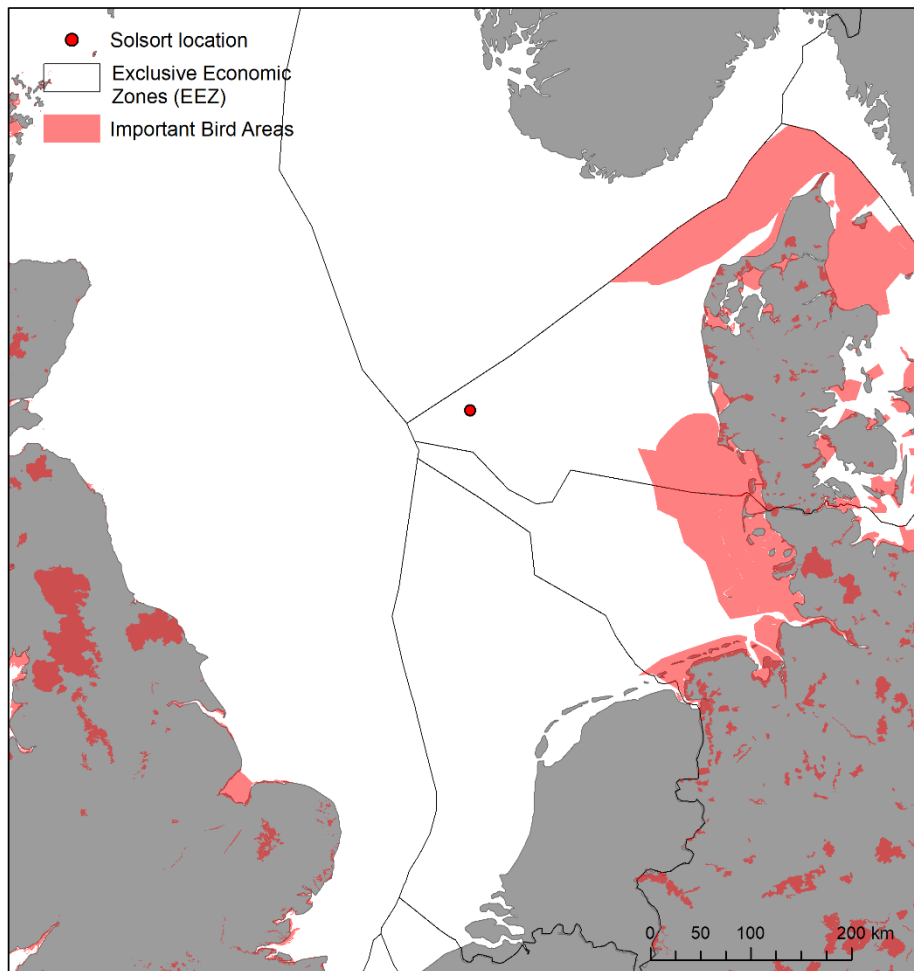 Solsort location
Exclusive Economic
Zones (EEZ)
Important Bird Areas
0 50 100 200 km